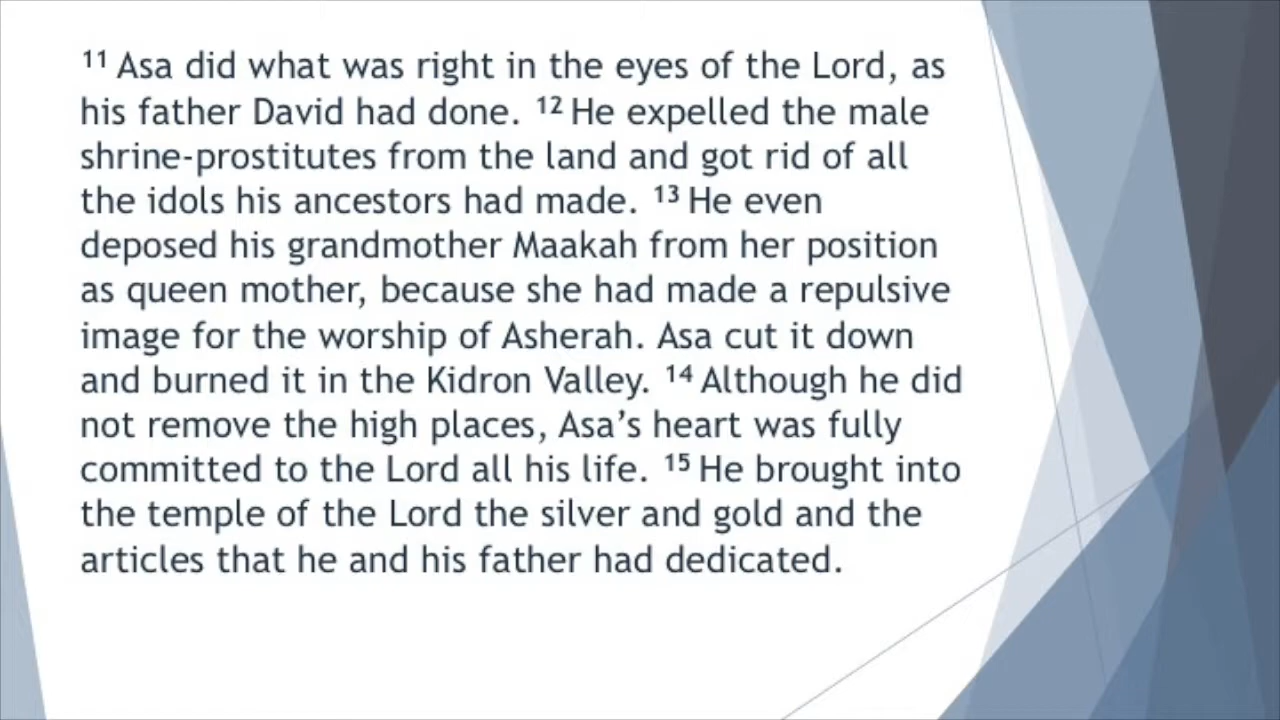 11 Asa did what was right in the eyes of the Lord, as
his father David had done. 12 He expelled the male
shrine-prostitutes from the land and got rid of all
the idols his ancestors had made. 13 He even
deposed his grandmother Maakah from her position
as queen mother, because she had made a repulsive
image for the worship of Asherah. Asa cut it down
and burned it in the Kidron Valley. 14 Although he did
not remove the high places, Asa’s heart was fully
committed to the Lord all his life. 15 He brought into
the temple of the Lord the silver and gold and the
articles that he and his father had dedicated.